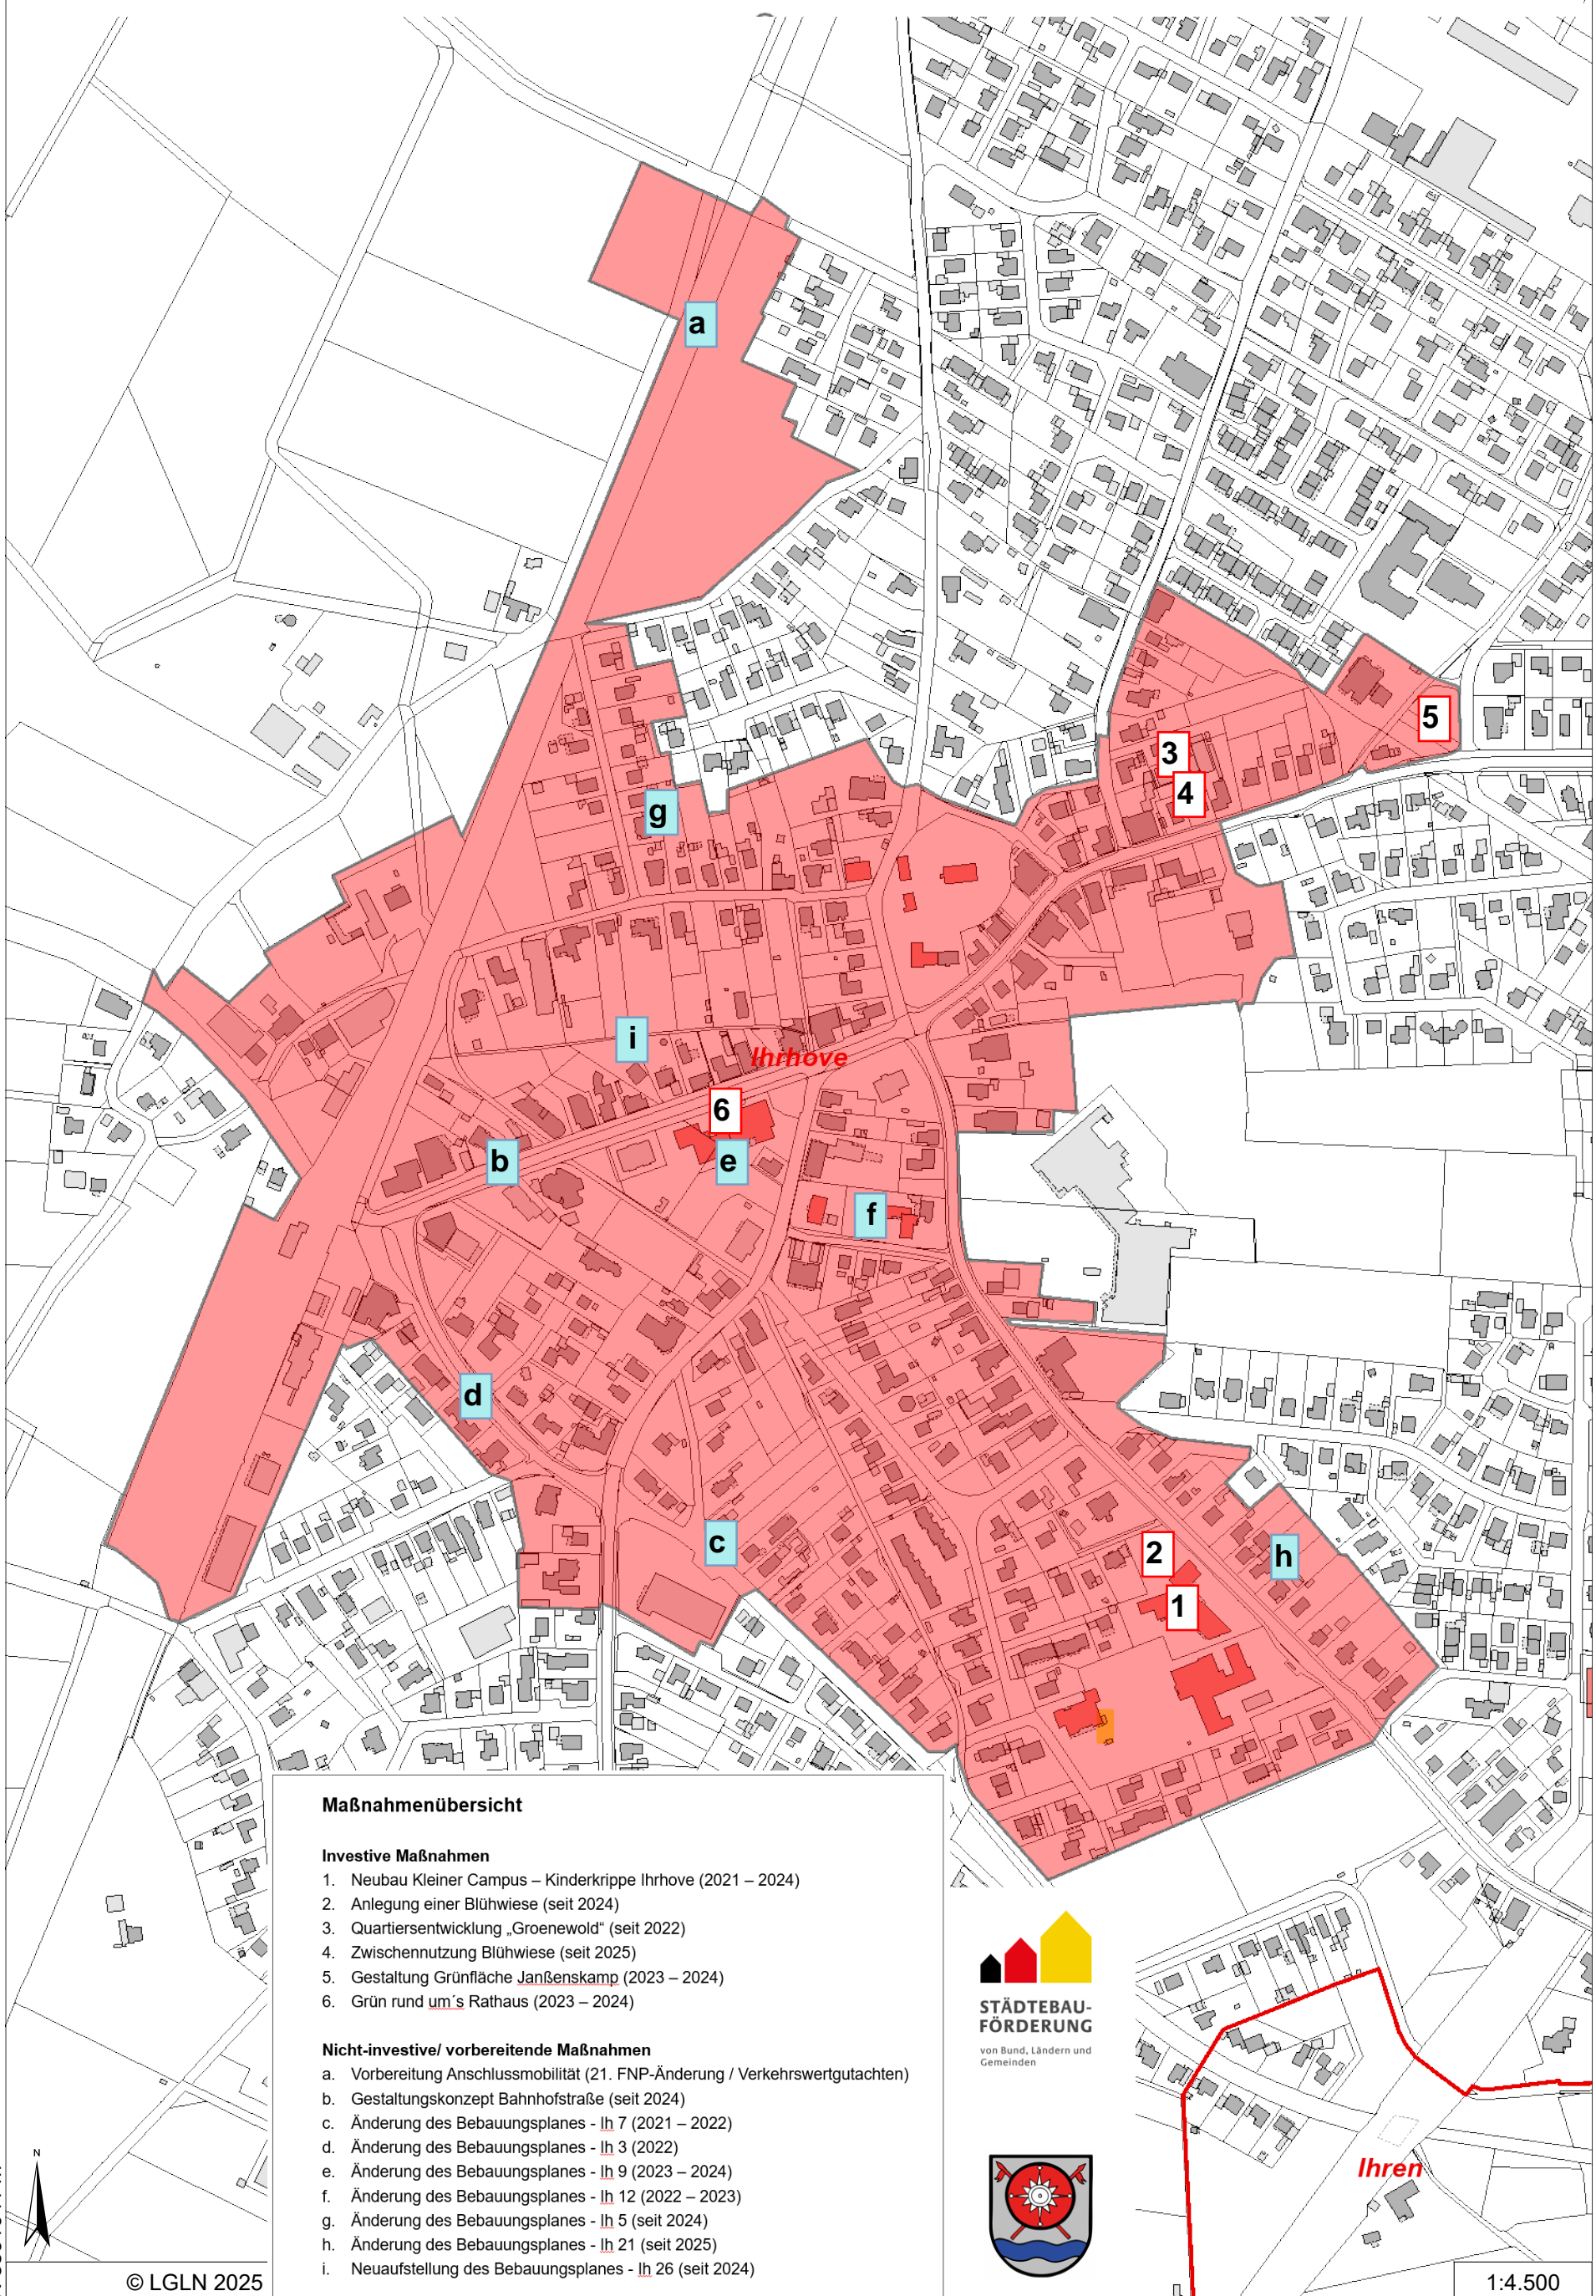 a
5
3
4
g
i
Ihrhove
6
b
e
f
d
c
2
h
1
Maßnahmenübersicht
Investive Maßnahmen
1. Neubau Kleiner Campus – Kinderkrippe Ihrhove (2021 – 2024)
2. Anlegung einer Blühwiese (seit 2024)
3. Quartiersentwicklung „Groenewold“ (seit 2022)
4. Zwischennutzung Blühwiese (seit 2025)
5. Gestaltung Grünfläche Janßenskamp (2023 – 2024)
6. Grün rund um´s Rathaus (2023 – 2024)
Nicht-investive/ vorbereitende Maßnahmen
a. Vorbereitung Anschlussmobilität (21. FNP-Änderung / Verkehrswertgutachten)
b. Gestaltungskonzept Bahnhofstraße (seit 2024)
c. Änderung des Bebauungsplanes - Ih 7 (2021 – 2022)
d. Änderung des Bebauungsplanes - Ih 3 (2022)
e. Änderung des Bebauungsplanes - Ih 9 (2023 – 2024)
f. Änderung des Bebauungsplanes - Ih 12 (2022 – 2023)
g. Änderung des Bebauungsplanes - Ih 5 (seit 2024)
h. Änderung des Bebauungsplanes - Ih 21 (seit 2025)
i. Neuaufstellung des Bebauungsplanes - Ih 26 (seit 2024)
STÄDTEBAU-
FÖRDERUNG
von Bund, Ländern und
Gemeinden
Ihren
N
© LGLN 2025
1:4.500